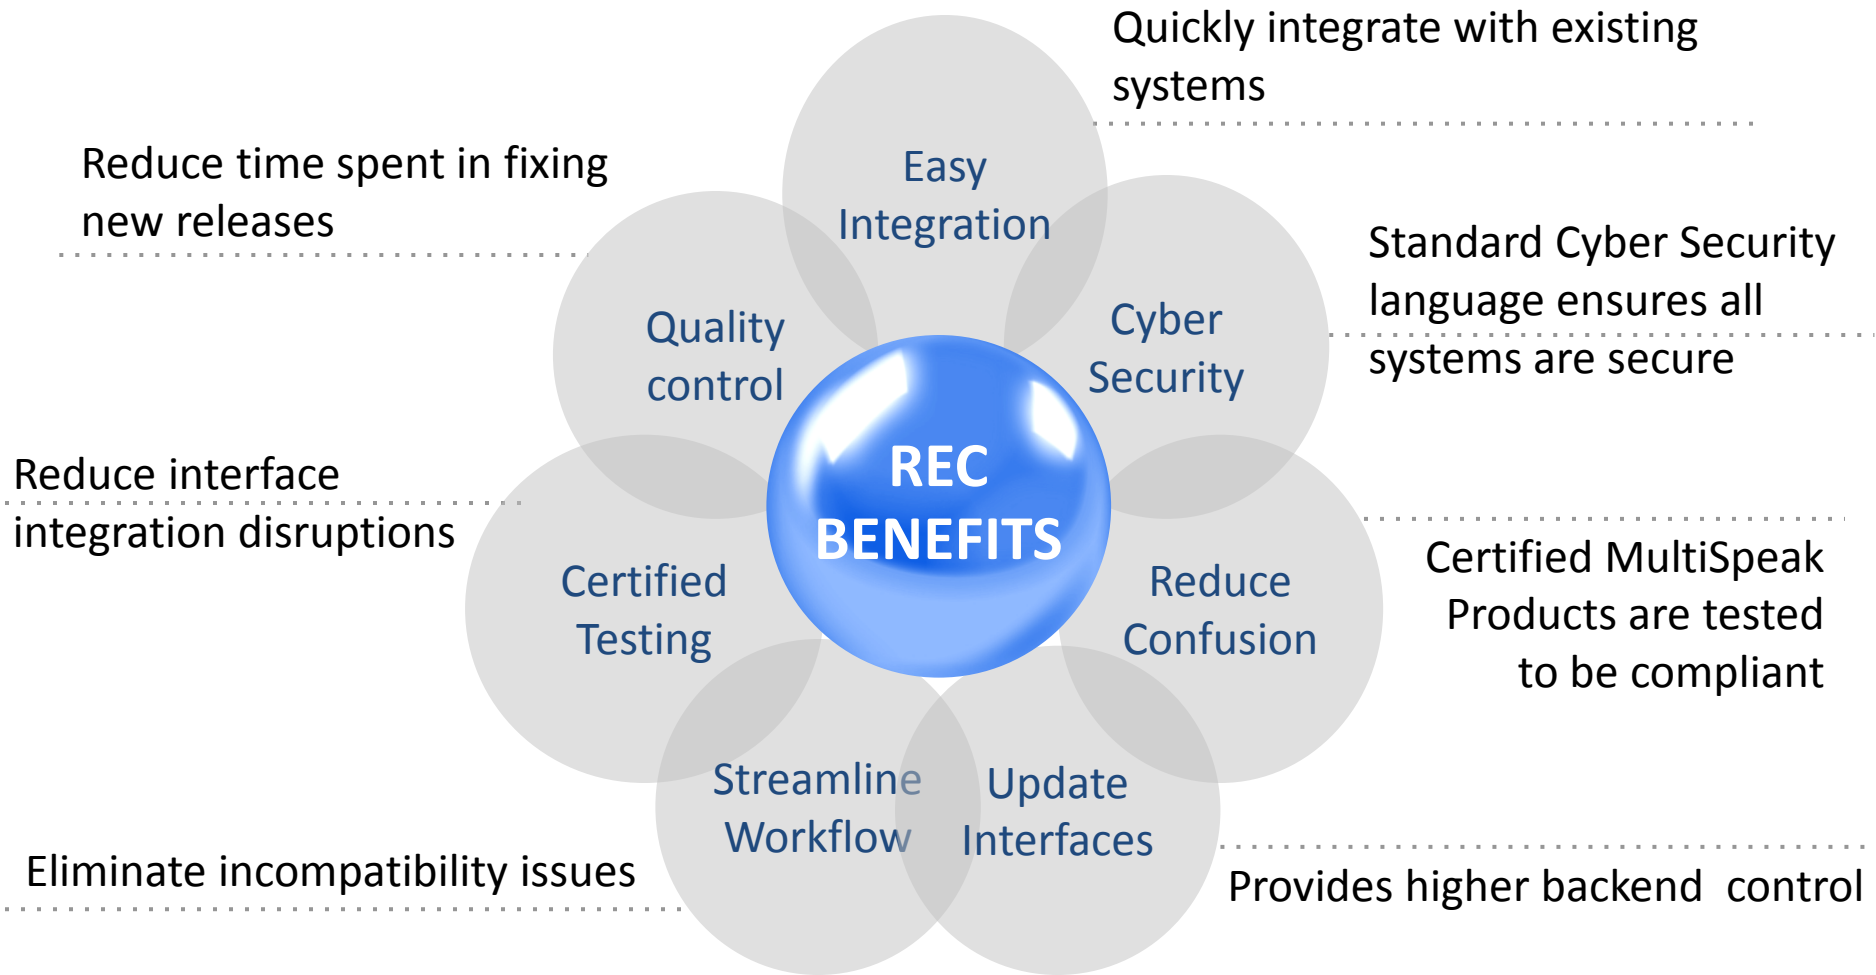 Quickly integrate with existing
systems
Easy
Integration
Reduce time spent in fixing
new releases
Standard Cyber Security
language ensures all
systems are secure
Cyber
Security
Quality
control
REC
BENEFITS
Reduce interface
integration disruptions
Certified
Testing
Reduce
Confusion
Certified MultiSpeak
Products are tested
to be compliant
Streamline
Workflow
Update
Interfaces
Eliminate incompatibility issues
Provides higher backend  control